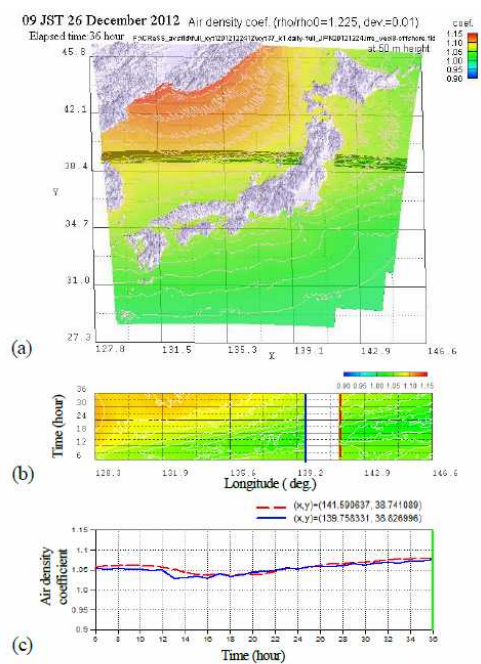 09 JST 26 December 2012 Air density coef. (rho/rho0=1.225, dev.=0.01)
Elapsed time:36 hour
at 50 m height
coef.
1.15
1.10
1.05
1.00
0.95
0.90
45.8
42.1
38.4
34.7
31.0
27.3
Y
127.8 131.5 135.3 139.1 142.9 146.6
X
(a)
0.90 0.95 1.00 1.05 1.10 1.15
Time (hour)
36
30
24
18
12
6
128.3 131.9 135.6 139.2 142.9 146.6
Longitude ( deg.)
(b)
(x,y)=(141.599637, 38.741089)
(x,y)=(139.758331, 38.826996)
Air density
coefficient
1.15
1.1
1.05
1.0
0.95
0.9
6 8 10 12 14 16 18 20 22 24 26 28 30 32 34 36
Time (hour)
(c)